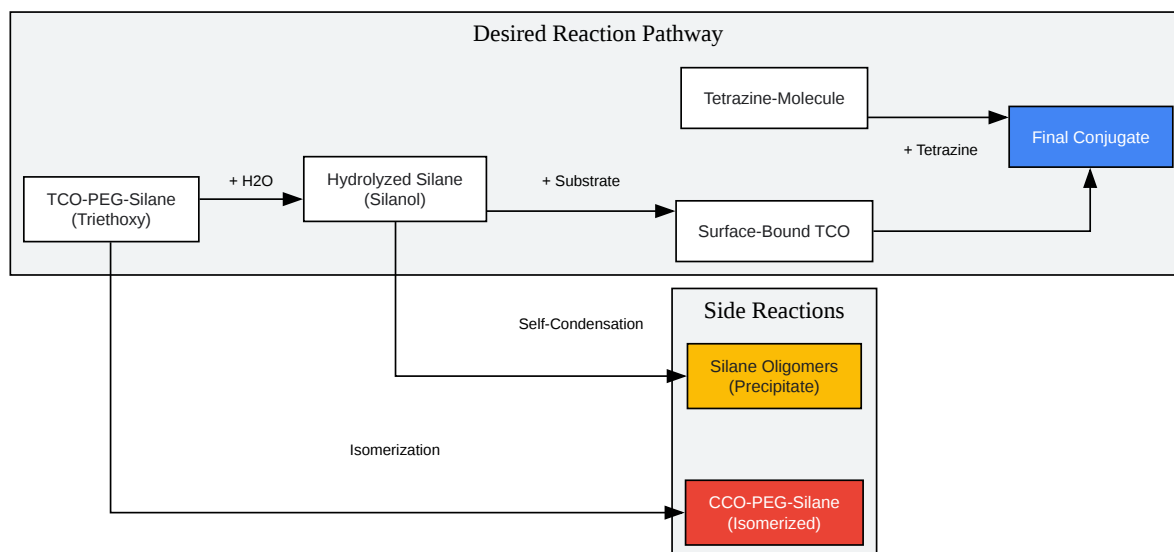 Desired Reaction Pathway
Tetrazine-Molecule
Final Conjugate
+ Tetrazine
TCO-PEG-Silane
(Triethoxy)
+ H2O
Hydrolyzed Silane
(Silanol)
+ Substrate
Surface-Bound TCO
Side Reactions
Self-Condensation
Silane Oligomers
(Precipitate)
Isomerization
CCO-PEG-Silane
(Isomerized)